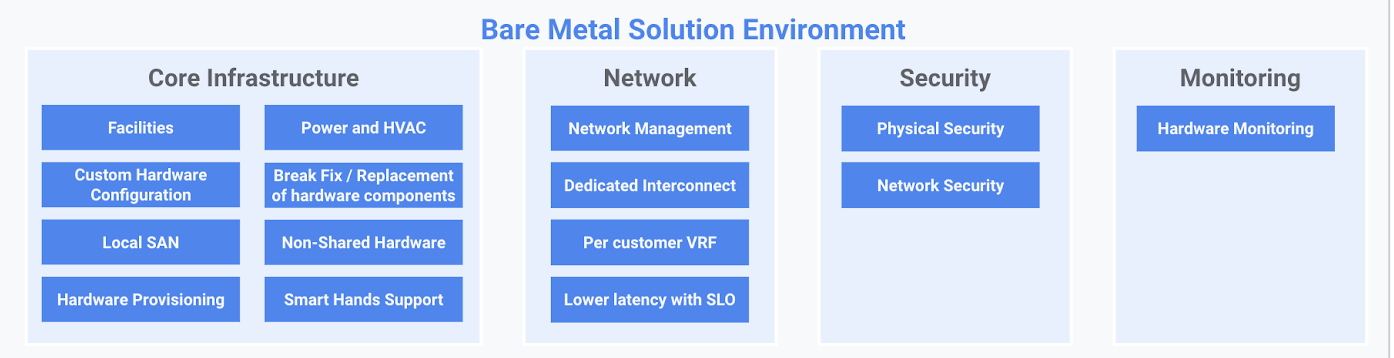 Bare Metal Solution Environment
Core Infrastructure
Facilities
Power and HVAC
Custom Hardware
Configuration
Break Fix / Replacement
of hardware components
Local SAN
Non-Shared Hardware
Hardware Provisioning
Smart Hands Support
Network
Network Management
Dedicated Interconnect
Per customer VRF
Lower latency with SLO
Security
Physical Security
Network Security
Monitoring
Hardware Monitoring